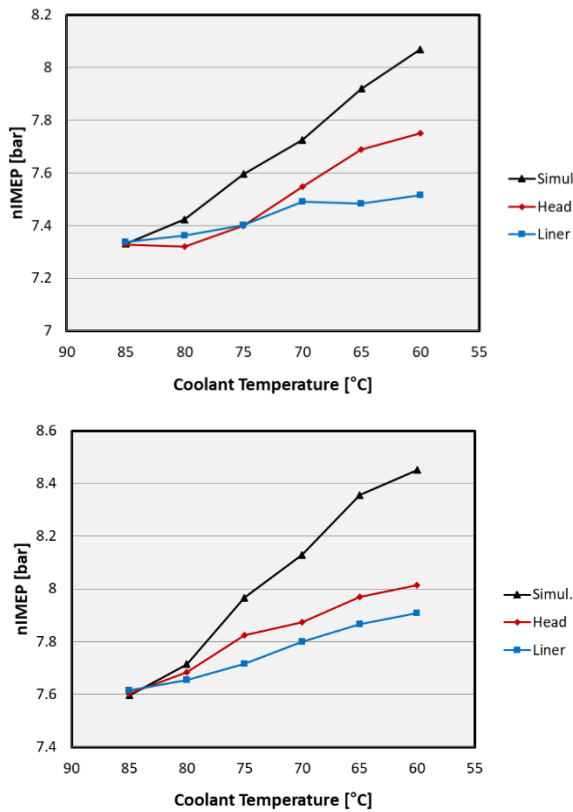 8.2
8
7.8
7.6
7.4
7.2
7
nIMEP [bar]
90 85 80 75 70 65 60 55
Coolant Temperature [°C]
Simul
Head
Liner
8.6
8.4
8.2
8
7.8
7.6
7.4
nIMEP [bar]
90 85 80 75 70 65 60 55
Coolant Temperature [°C]
Simul.
Head
Liner